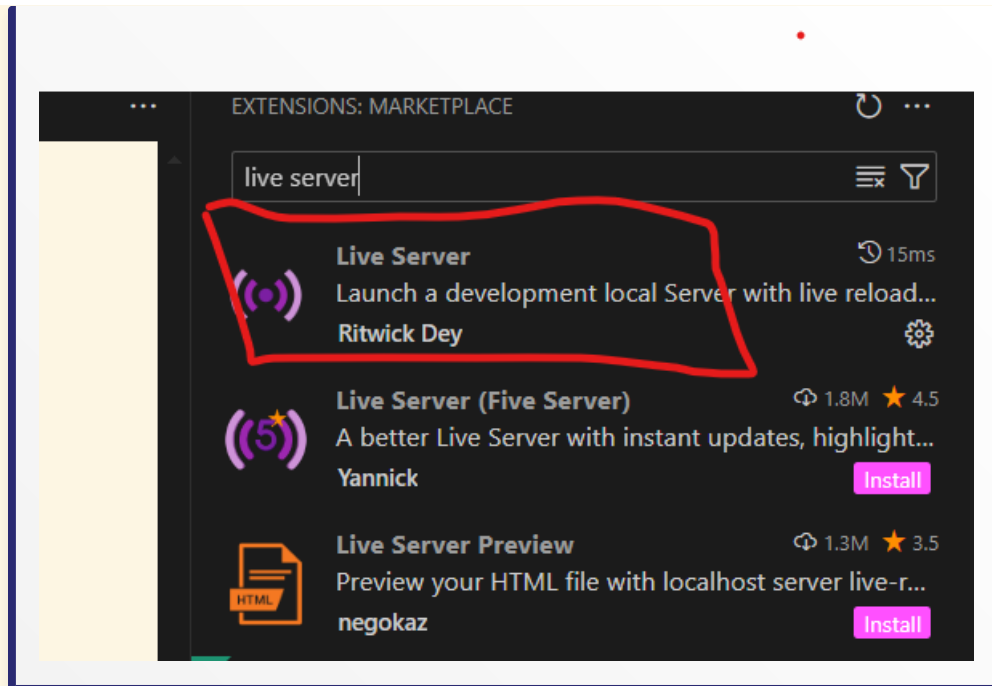 EXTENSIONS: MARKETPLACE
live server
Live Server 15ms
Launch a development local Server with live reload...
Ritwick Dey
Live Server (Five Server) 1.8M 4.5
5
A better Live Server with instant updates, highlight...
Yannick Install
Live Server Preview 1.3M 3.5
Preview your HTML file with localhost server live-r...
HTML
negokaz Install